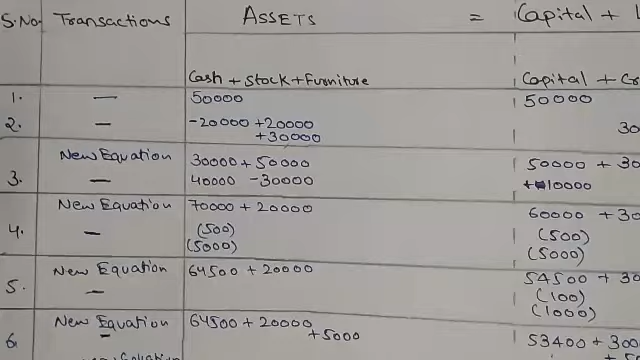 S.No Transactions ASSETS = Capital +
Cash + Stock + Furniture Capital +
1. — 50000 50000
2. — -20000 +20000
+30000 30
New Equation 30000 + 50000 50000 + 30
3. — 40000 -30000 +10000
New Equation 70000 + 20000 60000 + 30
4. — (500) (500)
(5000) (5000)
New Equation 64500 + 20000 54500 + 30
5. — (100)
(1000)
New Equation 64500 + 20000 53400 + 300
6. — +5000